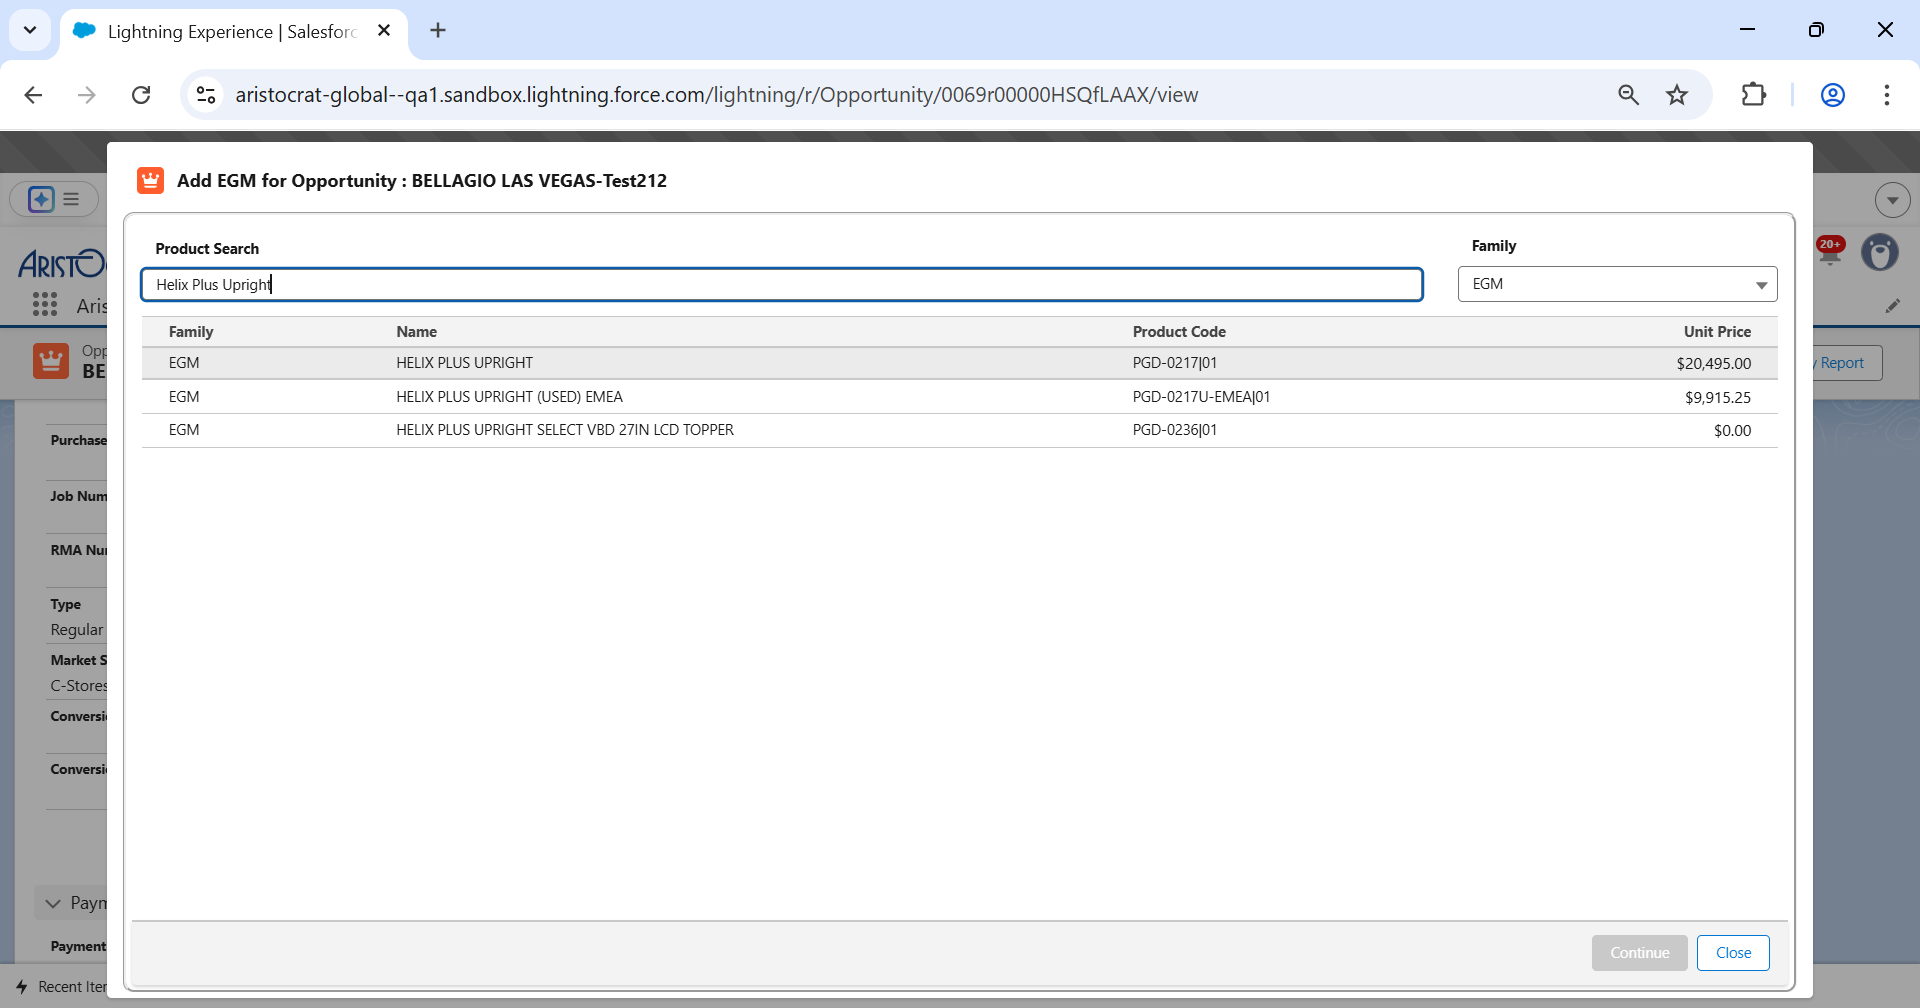 Lightning Experience | Salesforc
aristocrat-global--qa1.sandbox.lightning.force.com/lightning/r/Opportunity/0069r00000HSQfLAAX/view
Add EGM for Opportunity : BELLAGIO LAS VEGAS-Test212
Product Search
Family
Helix Plus Upright
EGM
Family Name Product Code Unit Price
EGM HELIX PLUS UPRIGHT PGD-0217|01 $20,495.00
EGM HELIX PLUS UPRIGHT (USED) EMEA PGD-0217U-EMEA|01 $9,915.25
EGM HELIX PLUS UPRIGHT SELECT VBD 27IN LCD TOPPER PGD-0236|01 $0.00
Continue
Close
ARISTO
Aris
20+
Opp
BE
y Report
Purchase
Job Num
RMA Nu
Type
Regular
Market S
C-Stores
Conversi
Conversi
Paym
Payment
Recent Iter